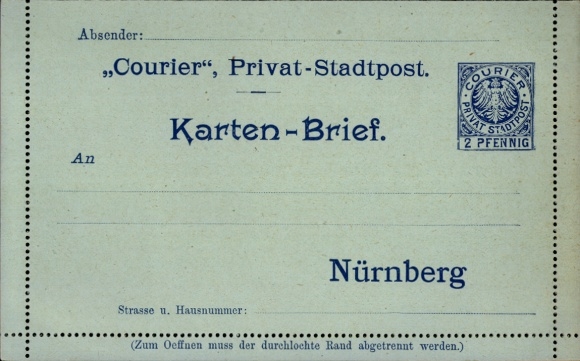 Absender:
„Courier“, Privat-Stadtpost.
COURIER
PRIVAT STADTPOST
2 PFENNIG
Karten-Brief.
An
Nürnberg
Strasse u. Hausnummer:
(Zum Oeffnen muss der durchlochte Rand abgetrennt werden.)